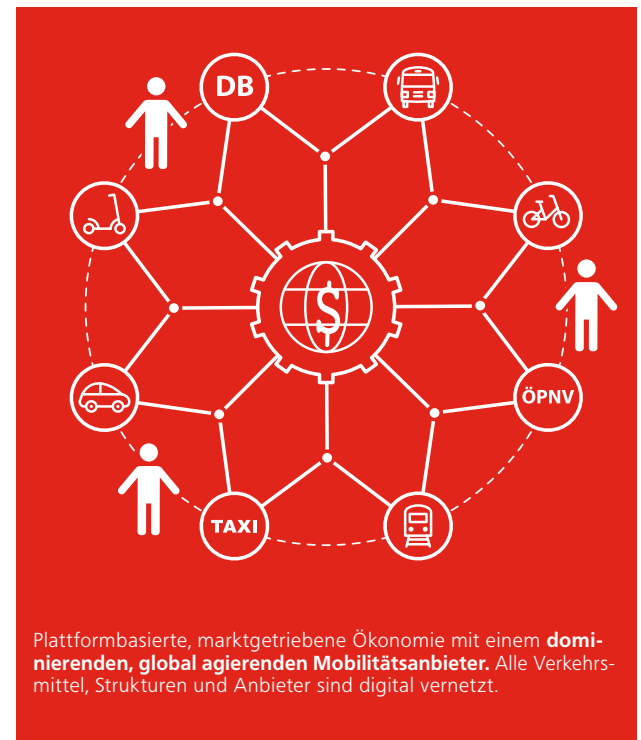 DB
$
ÖPNV
TAXI
Plattformbasierte, marktgetriebene Ökonomie mit einem domi-
nierenden, global agierenden Mobilitätsanbieter. Alle Verkehrs-
mittel, Strukturen und Anbieter sind digital vernetzt.